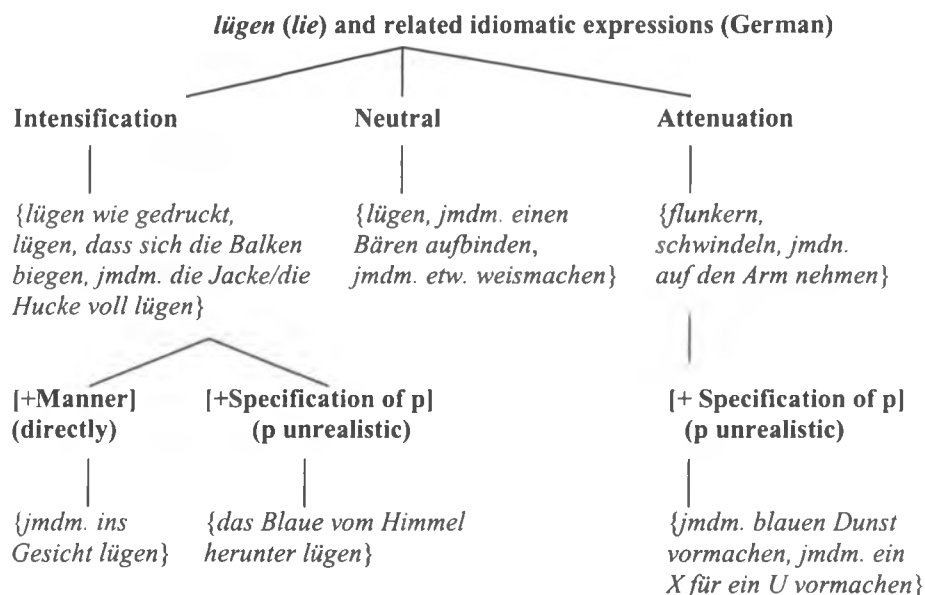 lügen (lie) and related idiomatic expressions (German)
Intensification
Neutral
Attenuation
{lügen wie gedruckt,
lügen, dass sich die Balken
biegen, jmdm. die Jacke/die
Hucke voll lügen}
{lügen, jmdm. einen
Bären aufbinden,
jmdm. etw. weismachen}
{flunkern,
schwindeln, jmdn.
auf den Arm nehmen}
[+Manner]
(directly)
[+Specification of p]
(p unrealistic)
[+ Specification of p]
(p unrealistic)
{jmdm. ins
Gesicht lügen}
{das Blaue vom Himmel
herunter lügen}
{jmdm. blauen Dunst
vormachen, jmdm. ein
X für ein U vormachen}